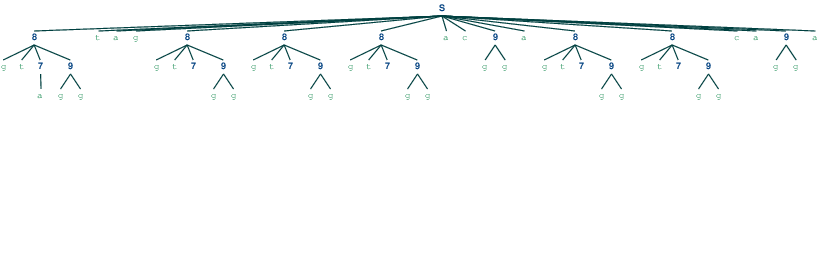 S
8 t a g 8 8 8 a c 9 a 8 8 c a 9 a
g t 7 9 g t 7 9 g t 7 9 g t 7 9 g g g t 7 9 g t 7 9 g g
a g g g g g g g g g g g g